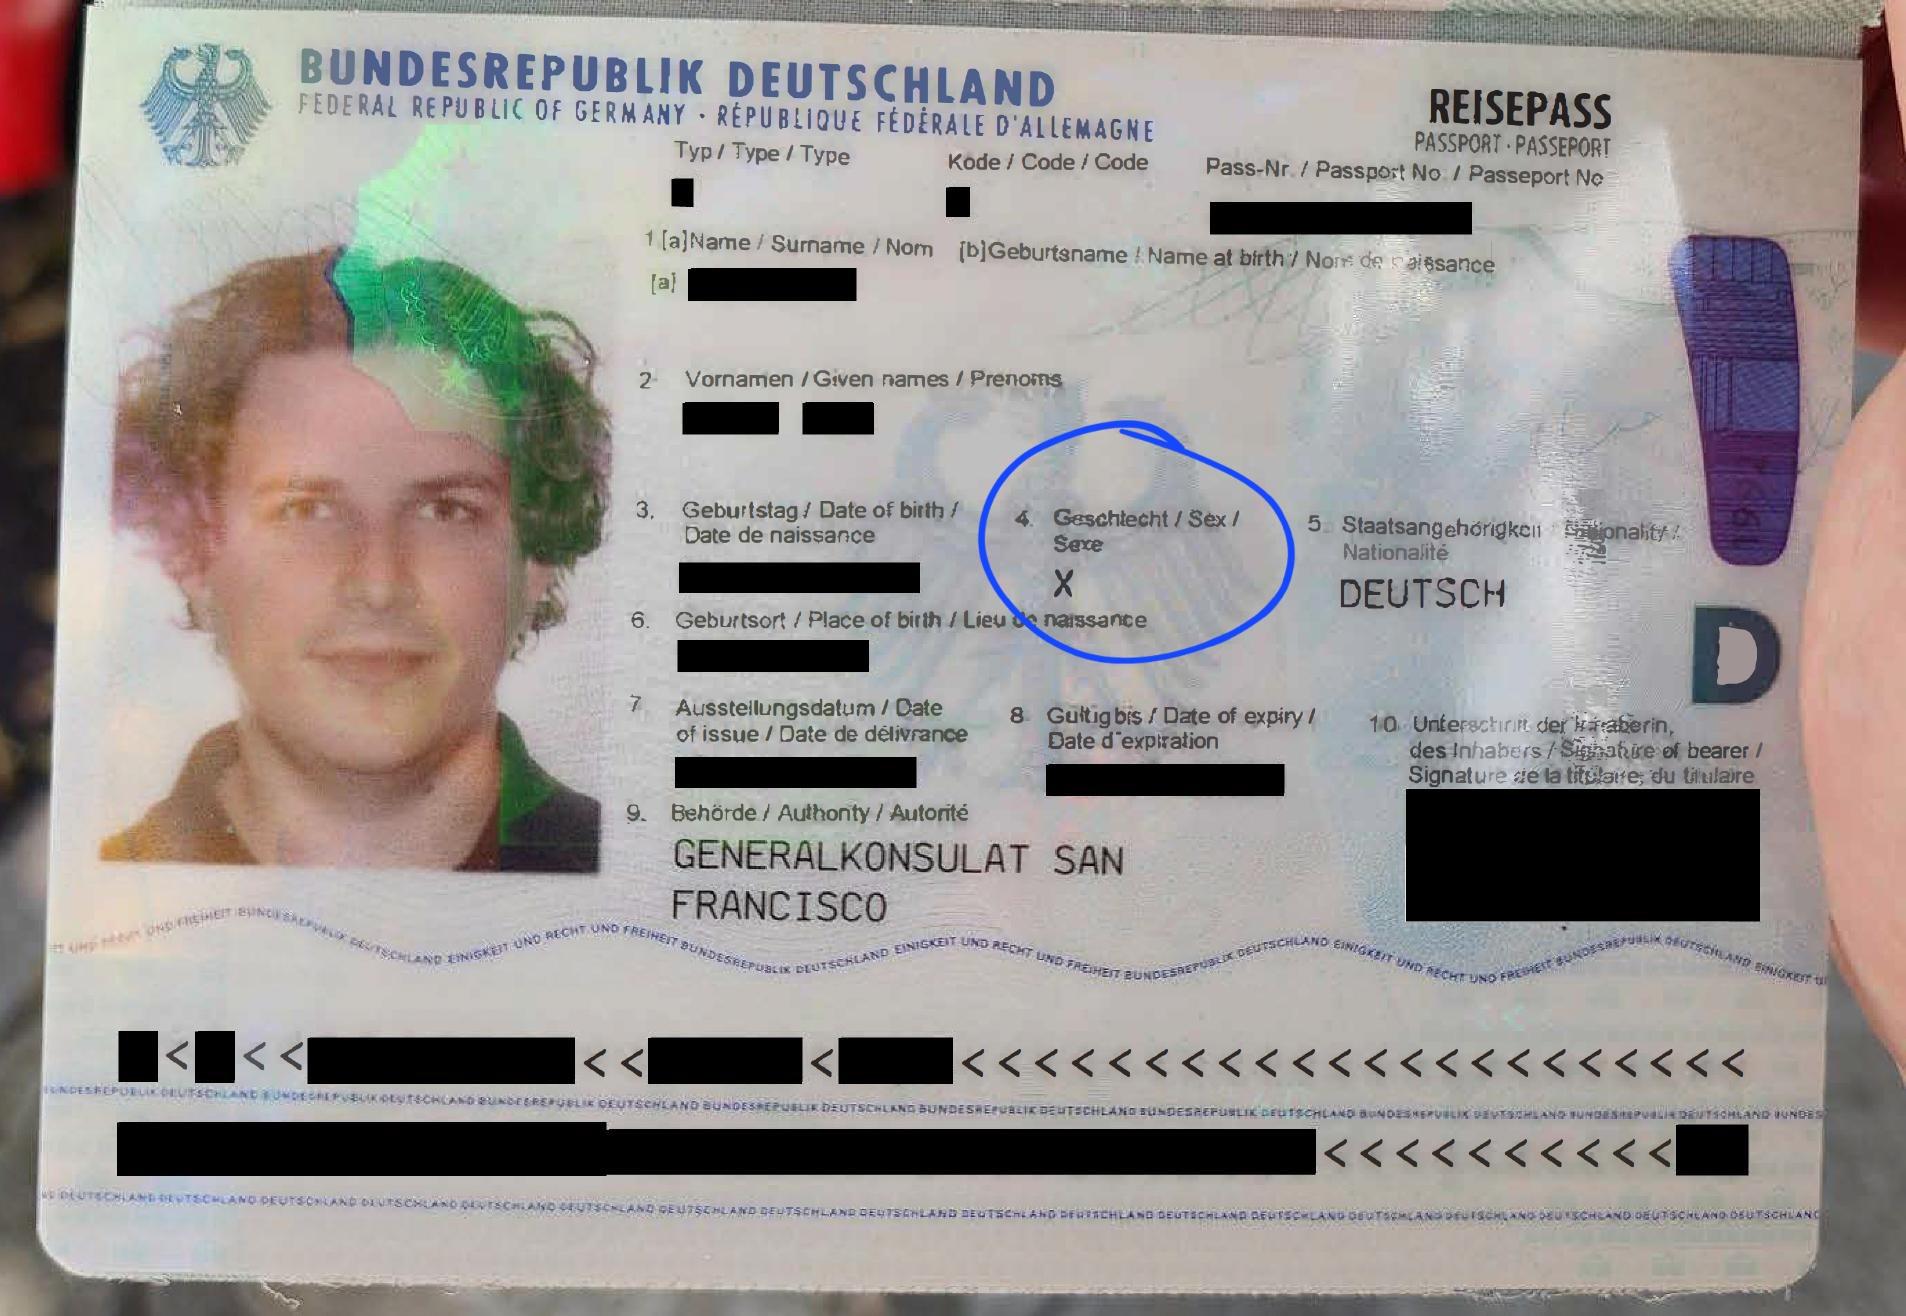 BUNDESREPUBLIK DEUTSCHLAND
FEDERAL REPUBLIC OF GERMANY · RÉPUBLIQUE FÉDÉRALE D'ALLEMAGNE
REISEPASS
PASSPORT · PASSEPORT
Typ / Type / Type
Kode / Code / Code
Pass-Nr. / Passport No / Passeport No
1 [a]Name / Surname / Nom [b]Geburtsname / Name at birth / Nom de naissance
[a]
2 Vornamen / Given names / Prenoms
3. Geburtstag / Date of birth /
Date de naissance
4. Geschlecht / Sex /
Sexe
X
5 Staatsangehörigkeit / Nationality /
Nationalité
DEUTSCH
6. Geburtsort / Place of birth / Lieu de naissance
D
7 Ausstellungsdatum / Date
of issue / Date de délivrance
8 Gültig bis / Date of expiry /
Date d'expiration
10 Unterschrift der Inhaberin,
des Inhabers / Signature of bearer /
Signature de la titulaire, du titulaire
9. Behörde / Authority / Autorité
GENERALKONSULAT SAN
FRANCISCO
UND RECHT UND FREIHEIT BUNDESREPUBLIK DEUTSCHLAND EINIGKEIT UND RECHT UND FREIHEIT BUNDESREPUBLIK DEUTSCHLAND EINIGKEIT UND RECHT UND FREIHEIT BUNDESREPUBLIK DEUTSCHLAND EINIGKEIT UND RECHT UND FREIHEIT BUNDESREPUBLIK DEUTSCHLAND EINIGKEIT
< << << < <<<<<<<<<<<<<<<<<<<<<<
BUNDESREPUBLIK DEUTSCHLAND BUNDESREPUBLIK DEUTSCHLAND BUNDESREPUBLIK DEUTSCHLAND BUNDESREPUBLIK DEUTSCHLAND BUNDESREPUBLIK DEUTSCHLAND BUNDESREPUBLIK DEUTSCHLAND BUNDESREPUBLIK DEUTSCHLAND BUNDESREPUBLIK DEUTSCHLAND BUNDES
<<<<<<<<<<
DEUTSCHLAND DEUTSCHLAND DEUTSCHLAND DEUTSCHLAND DEUTSCHLAND DEUTSCHLAND DEUTSCHLAND DEUTSCHLAND DEUTSCHLAND DEUTSCHLAND DEUTSCHLAND DEUTSCHLAND DEUTSCHLAND DEUTSCHLAND DEUTSCHLAND DEUTSCHLAND DEUTSCHLAND DEUTSCHLAND